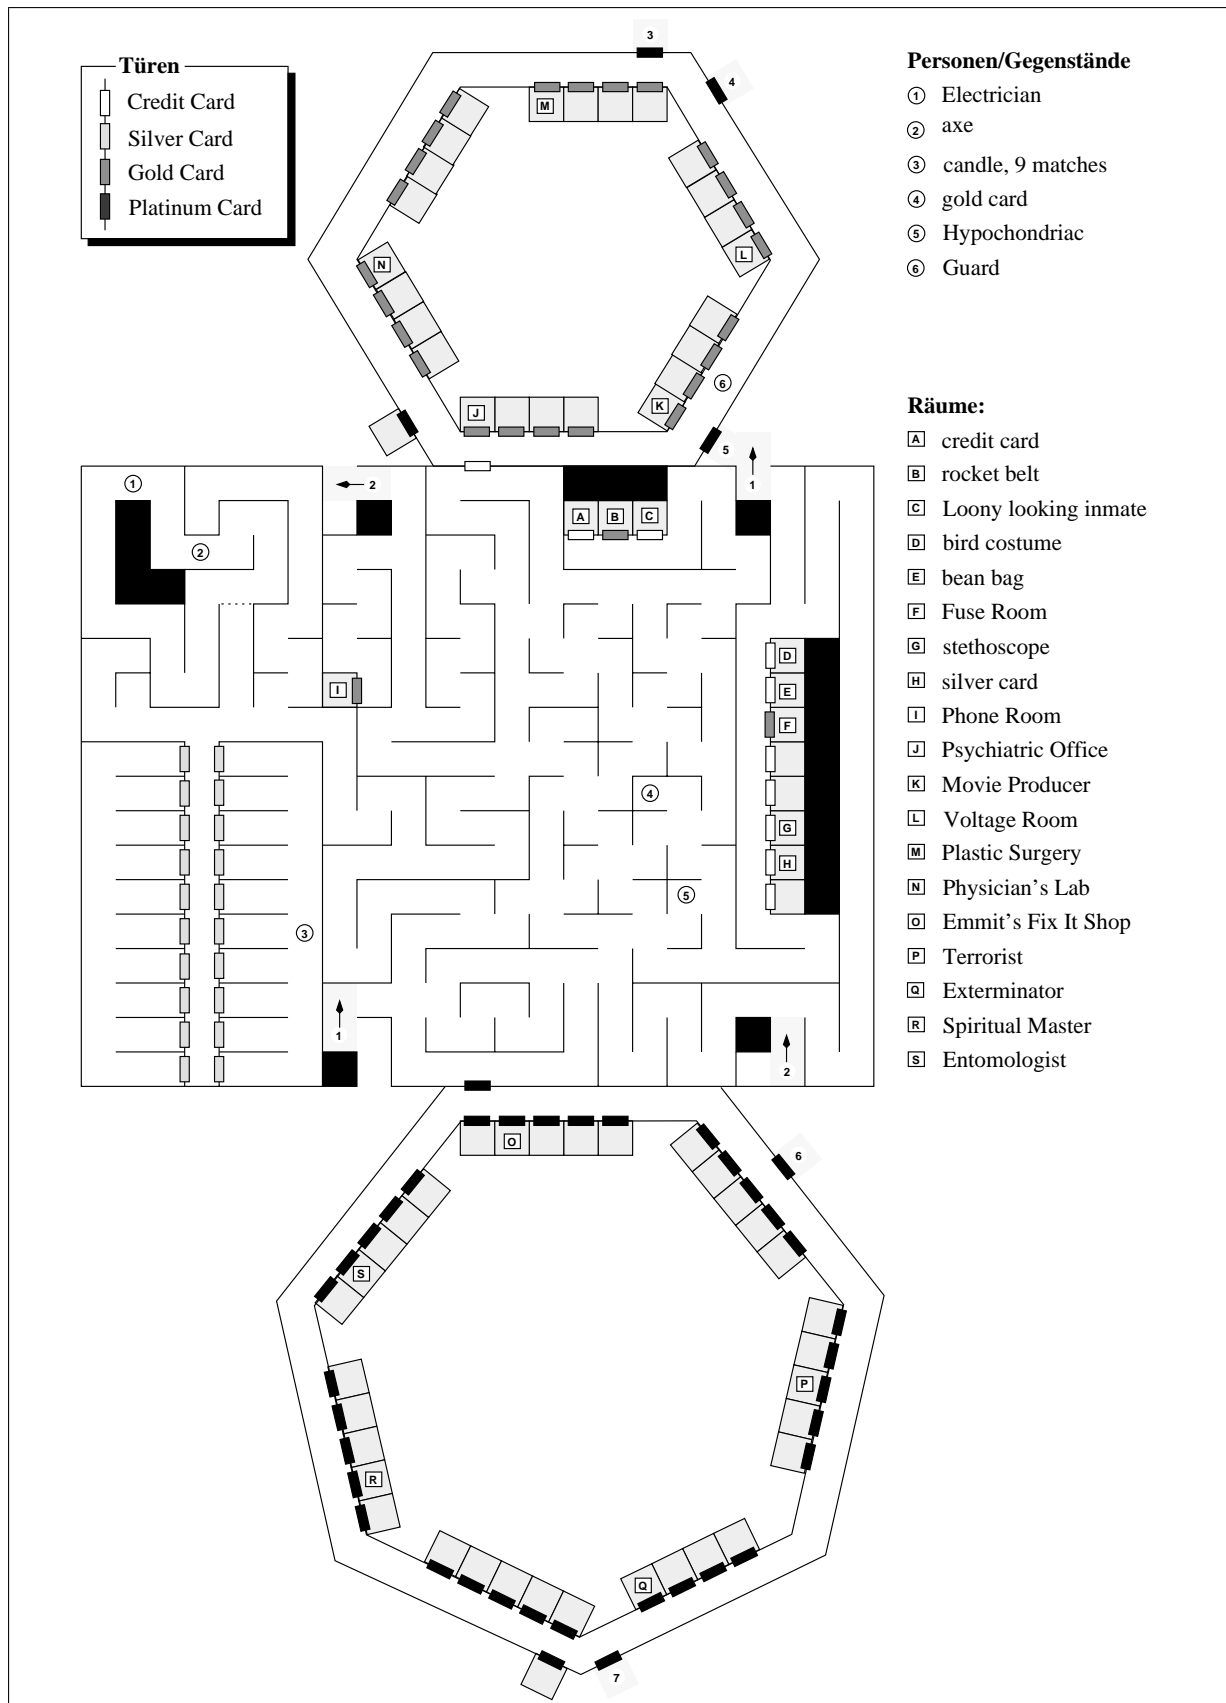 Türen
Credit Card
Silver Card
Gold Card
Platinum Card
Personen/Gegenstände
1 Electrician
2 axe
3 candle, 9 matches
4 gold card
5 Hypochondriac
6 Guard
Räume:
A credit card
B rocket belt
C Loony looking inmate
D bird costume
E bean bag
F Fuse Room
G stethoscope
H silver card
I Phone Room
J Psychiatric Office
K Movie Producer
L Voltage Room
M Plastic Surgery
N Physician's Lab
O Emmit's Fix It Shop
P Terrorist
Q Exterminator
R Spiritual Master
S Entomologist
3
4
M
L
N
6
K
J
5
1
2
1
A
B
C
2
D
E
I
F
4
G
H
5
3
1
2
O
6
S
P
R
Q
7